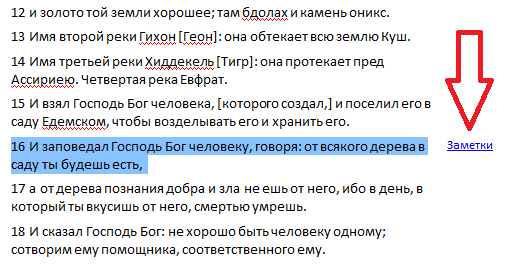 12 и золото той земли хорошее; там бдолах и камень оникс.
13 Имя второй реки Гихон [Геон]: она обтекает всю землю Куш.
14 Имя третьей реки Хиддекель [Тигр]: она протекает пред
Ассириею. Четвертая река Евфрат.
15 И взял Господь Бог человека, [которого создал,] и поселил его в
саду Едемском, чтобы возделывать его и хранить его.
16 И заповедал Господь Бог человеку, говоря: от всякого дерева в
саду ты будешь есть,
Заметки
17 а от дерева познания добра и зла не ешь от него, ибо в день, в
который ты вкусишь от него, смертью умрешь.
18 И сказал Господь Бог: не хорошо быть человеку одному;
сотворим ему помощника, соответственного ему.